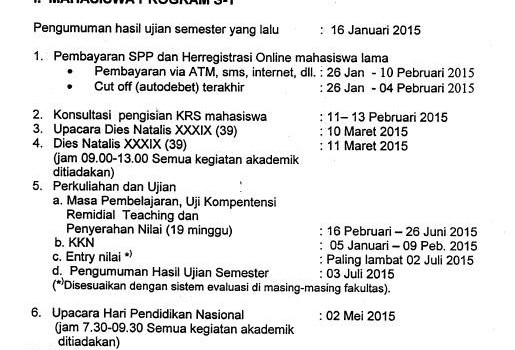 II. MAHASISWA PROGRAM S-1
Pengumuman hasil ujian semester yang lalu : 16 Januari 2015
1. Pembayaran SPP dan Herregistrasi Online mahasiswa lama
• Pembayaran via ATM, sms, internet, dll. : 26 Jan - 10 Pebruari 2015
• Cut off (autodebet) terakhir : 26 Jan - 04 Pebruari 2015
2. Konsultasi pengisian KRS mahasiswa : 11– 13 Pebruari 2015
3. Upacara Dies Natalis XXXIX (39) : 10 Maret 2015
4. Dies Natalis XXXIX (39) : 11 Maret 2015
(jam 09.00-13.00 Semua kegiatan akademik
ditiadakan)
5. Perkuliahan dan Ujian :
a. Masa Pembelajaran, Uji Kompentensi
Remidial Teaching dan
Penyerahan Nilai (19 minggu) : 16 Pebruari – 26 Juni 2015
b. KKN : 05 Januari – 09 Peb. 2015
c. Entry nilai *) : Paling lambat 02 Juli 2015
d. Pengumuman Hasil Ujian Semester : 03 Juli 2015
(*)Disesuaikan dengan sistem evaluasi di masing-masing fakultas).
6. Upacara Hari Pendidikan Nasional : 02 Mei 2015
(jam 7.30-09.30 Semua kegiatan akademik
ditiadakan)